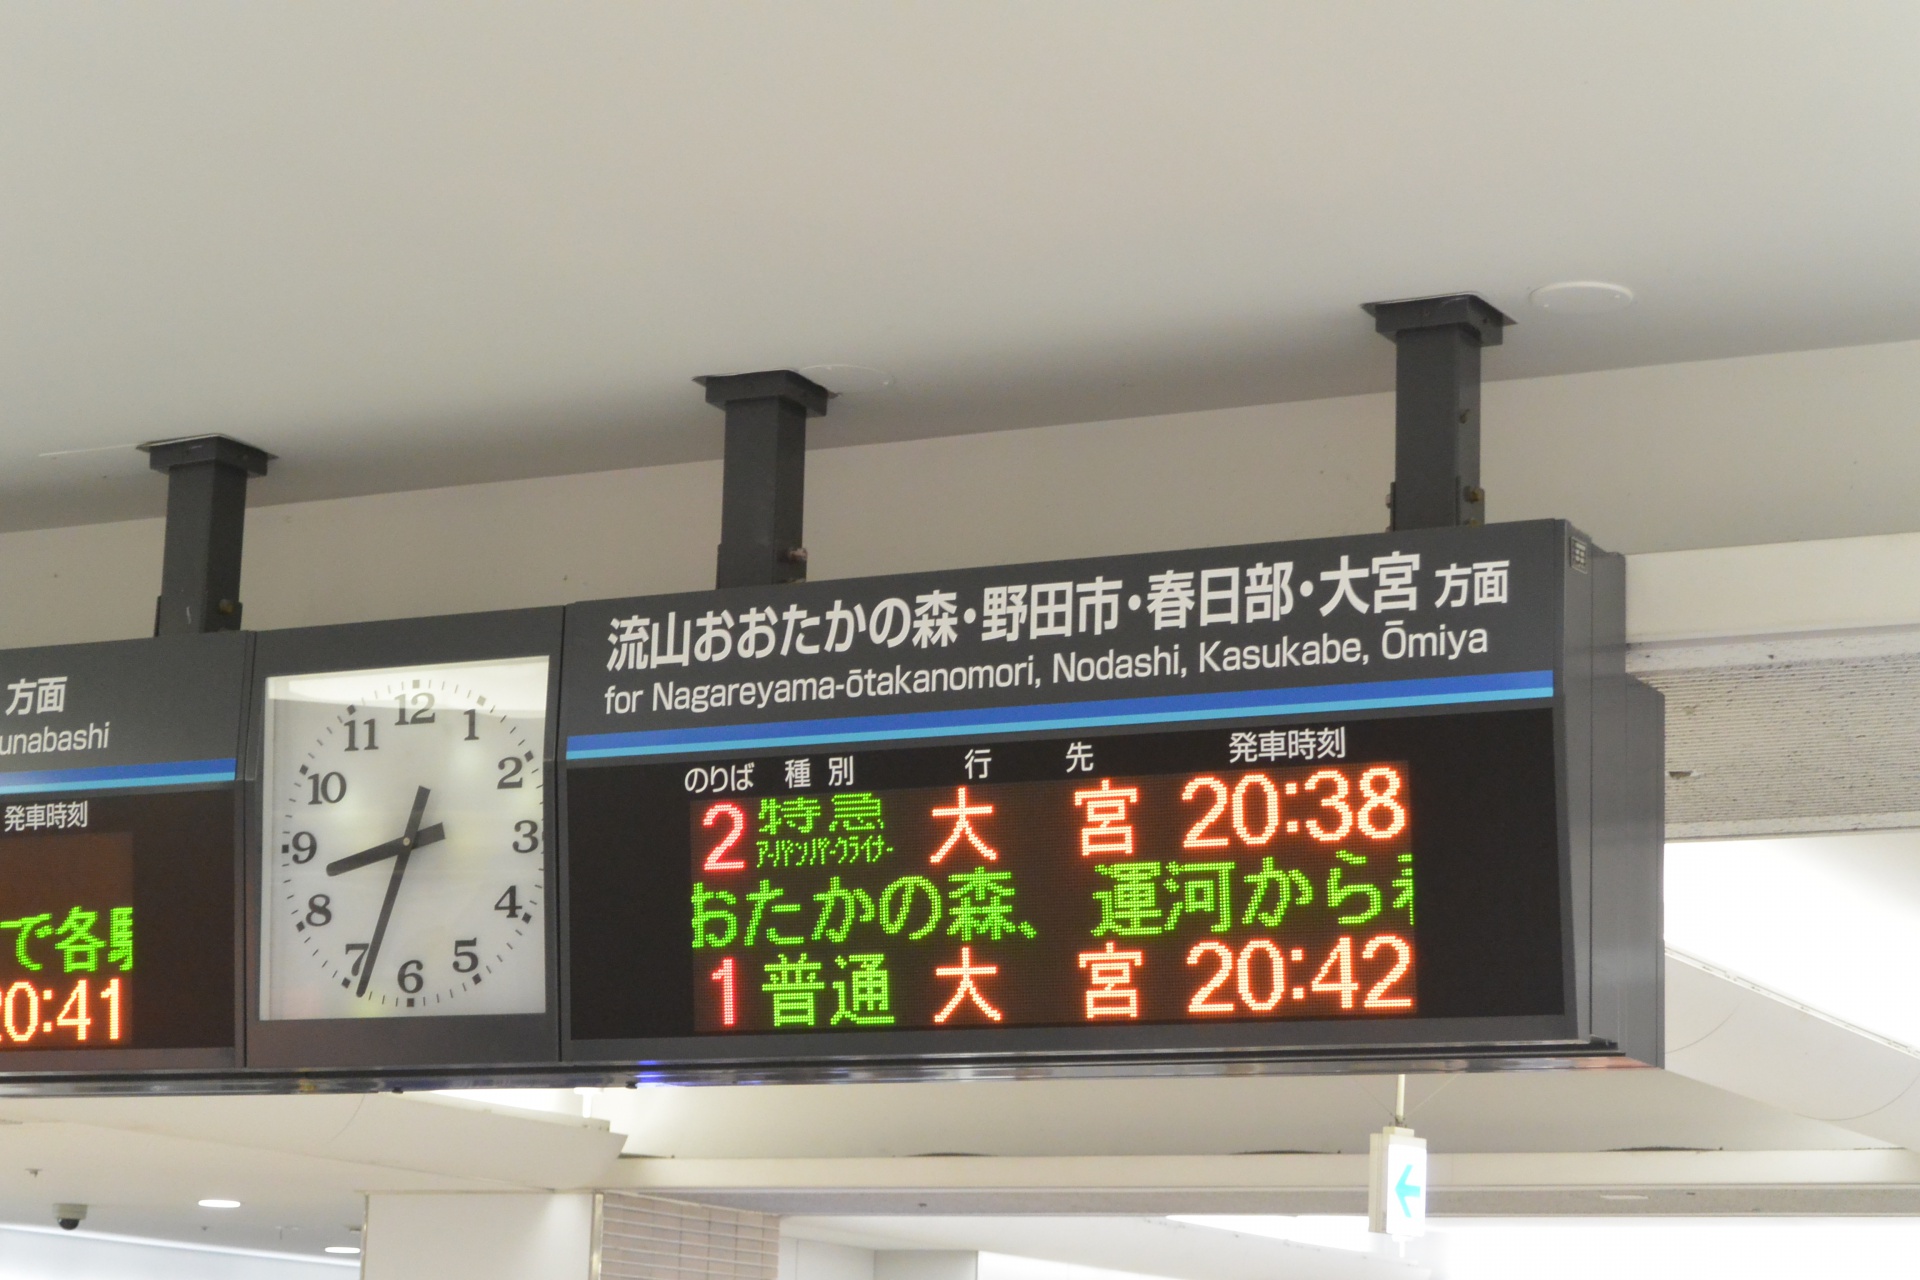 方面
unabashi
発車時刻
で各駅
20:41
12
1
2
3
4
5
6
7
8
9
10
11
流山おおたかの森・野田市・春日部・大宮 方面
for Nagareyama-ōtakanomori, Nodashi, Kasukabe, Ōmiya
のりば 種別 行先 発車時刻
2 特急 大宮 20:38
アーバンパークライナー
おたかの森、 運河から
1 普通 大宮 20:42